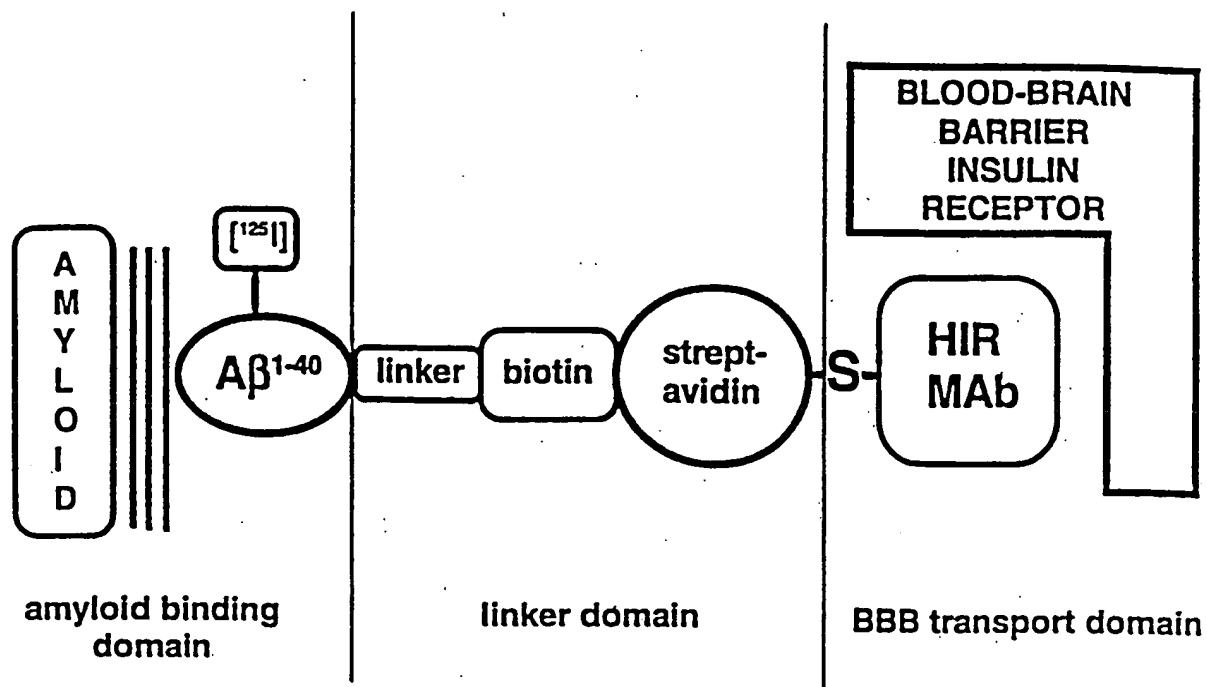 BLOOD-BRAIN
BARRIER
INSULIN
RECEPTOR
[¹²⁵I]
A
M
Y
L
O
I
D
Aβ¹⁻⁴⁰
linker
biotin
strept-
avidin
-S-
HIR
MAb
amyloid binding
domain
linker domain
BBB transport domain